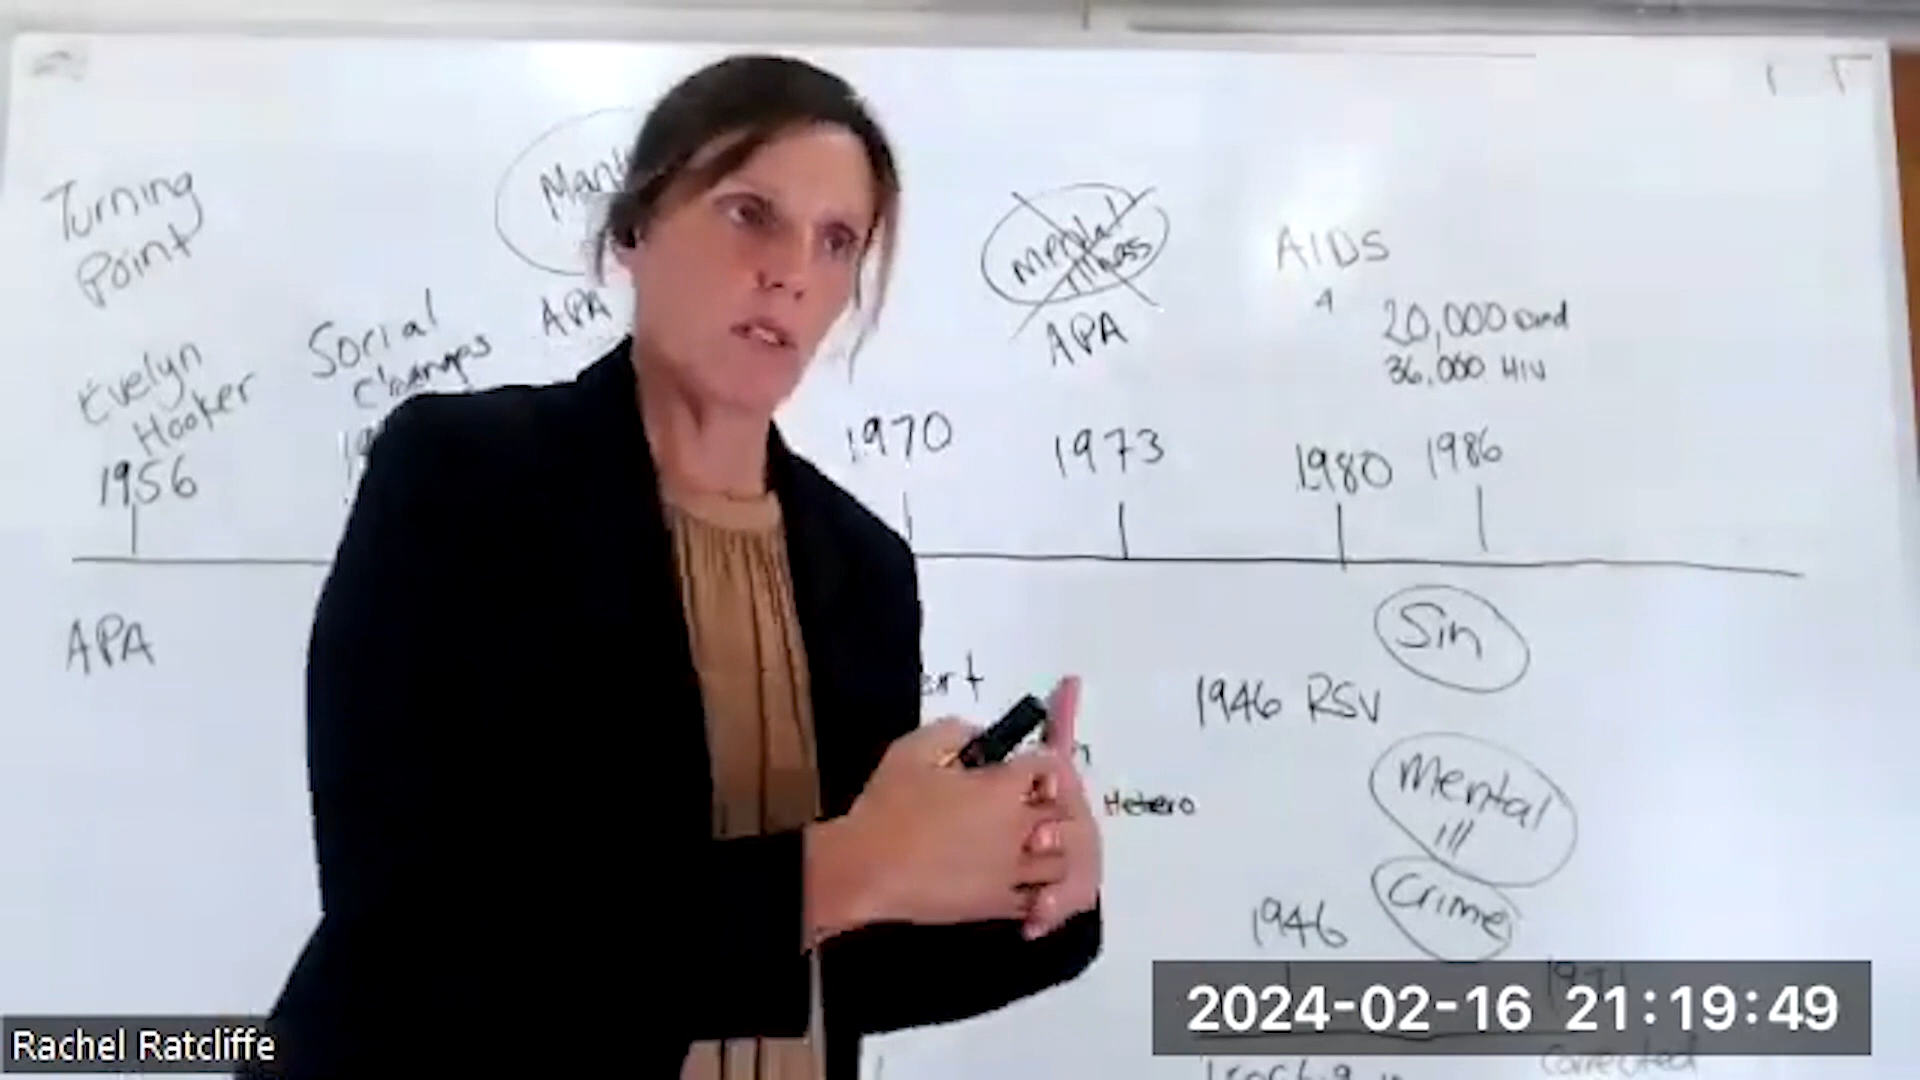 Turning
Point
Evelyn
Hooker
1956
Social
Changes
APA
1970
Mental
Illness
APA
1973
AIDS
20,000 dead
36,000 HIV
1980
1986
APA
Sin
1946 RSV
Mental
Ill
Hetero
Crime
1946
2024-02-16 21:19:49
Rachel Ratcliffe
corrected